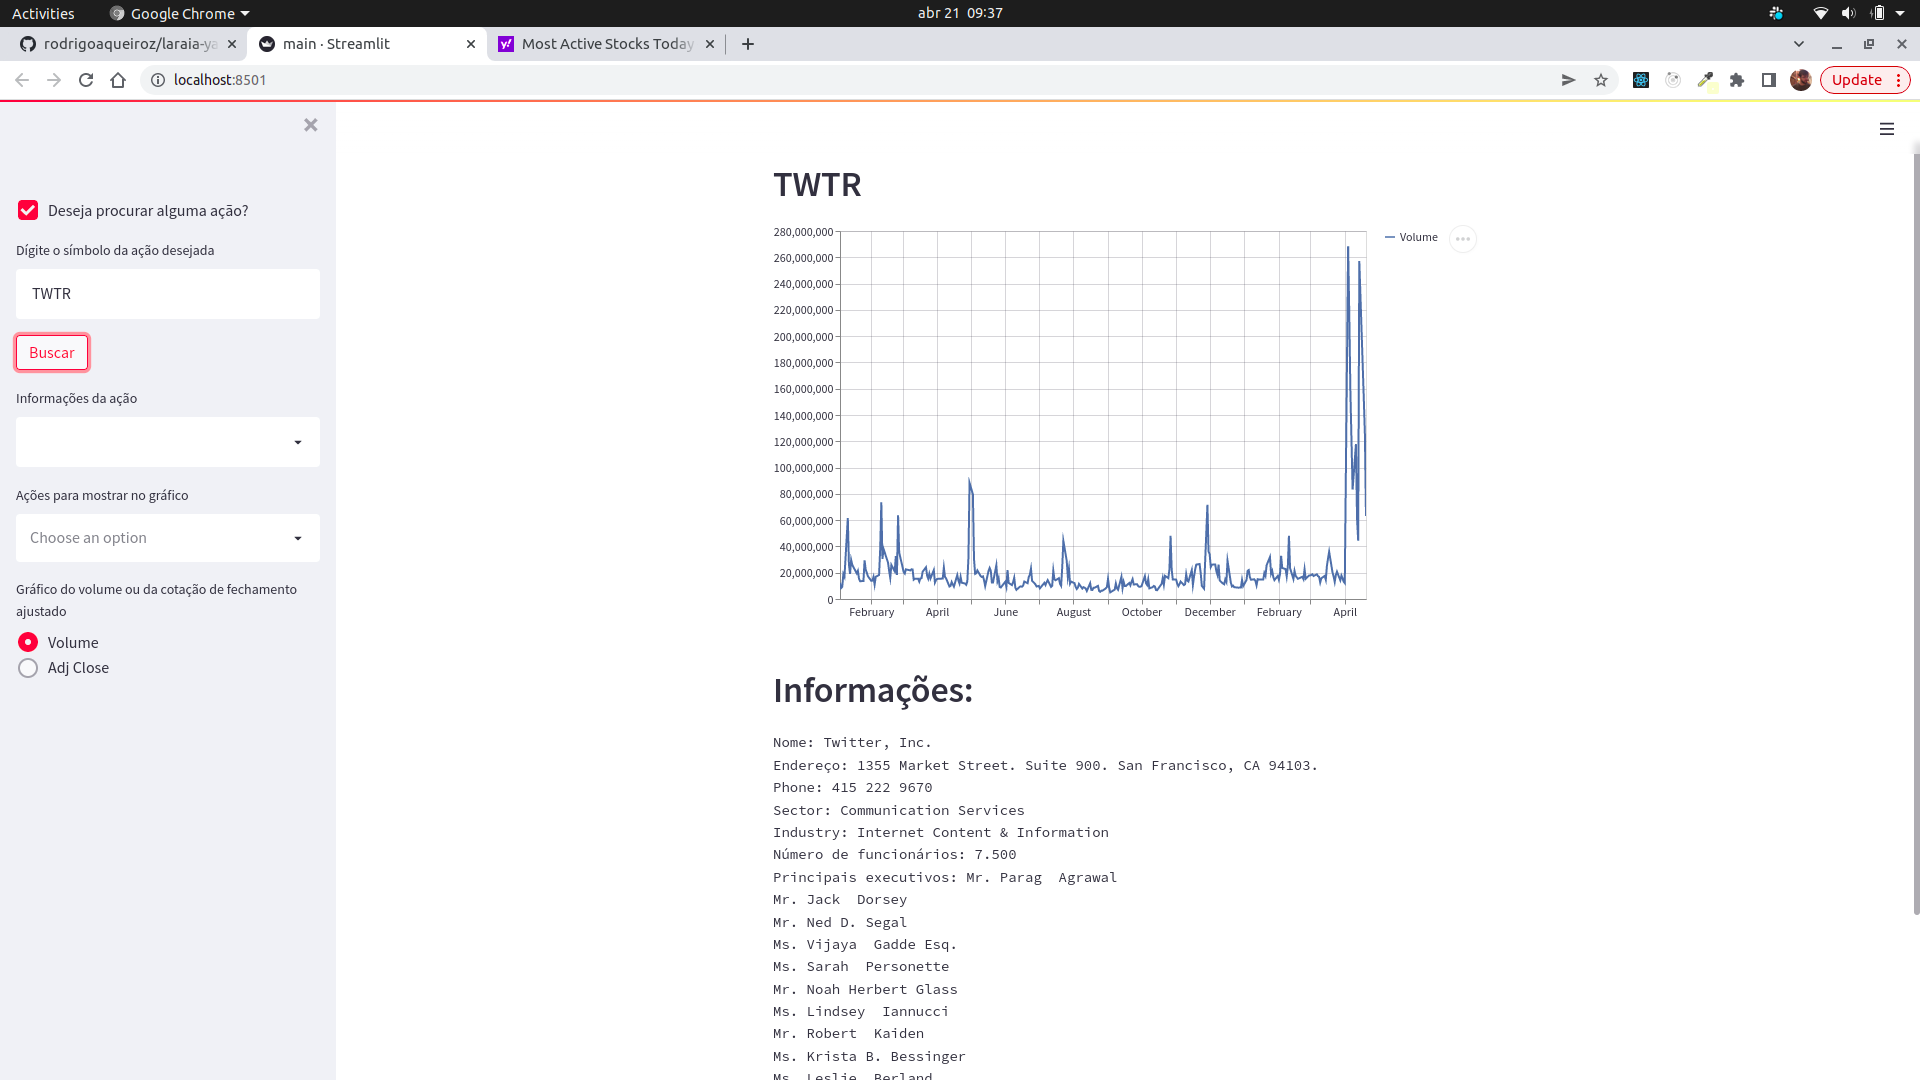 Activities
Google Chrome
abr 21 09:37
rodrigoaqueiroz/laraia-ya
main · Streamlit
Most Active Stocks Today
localhost:8501
Update
Deseja procurar alguma ação?
Dígite o símbolo da ação desejada
TWTR
Buscar
Informações da ação
Ações para mostrar no gráfico
Choose an option
Gráfico do volume ou da cotação de fechamento
ajustado
Volume
Adj Close
TWTR
280,000,000
260,000,000
240,000,000
220,000,000
200,000,000
180,000,000
160,000,000
140,000,000
120,000,000
100,000,000
80,000,000
60,000,000
40,000,000
20,000,000
0
February April June August October December February April
Volume
Informações:
Nome: Twitter, Inc.
Endereço: 1355 Market Street. Suite 900. San Francisco, CA 94103.
Phone: 415 222 9670
Sector: Communication Services
Industry: Internet Content & Information
Número de funcionários: 7.500
Principais executivos: Mr. Parag  Agrawal
Mr. Jack  Dorsey
Mr. Ned D. Segal
Ms. Vijaya  Gadde Esq.
Ms. Sarah  Personette
Mr. Noah Herbert Glass
Ms. Lindsey  Iannucci
Mr. Robert  Kaiden
Ms. Krista B. Bessinger
Ms. Leslie  Berland